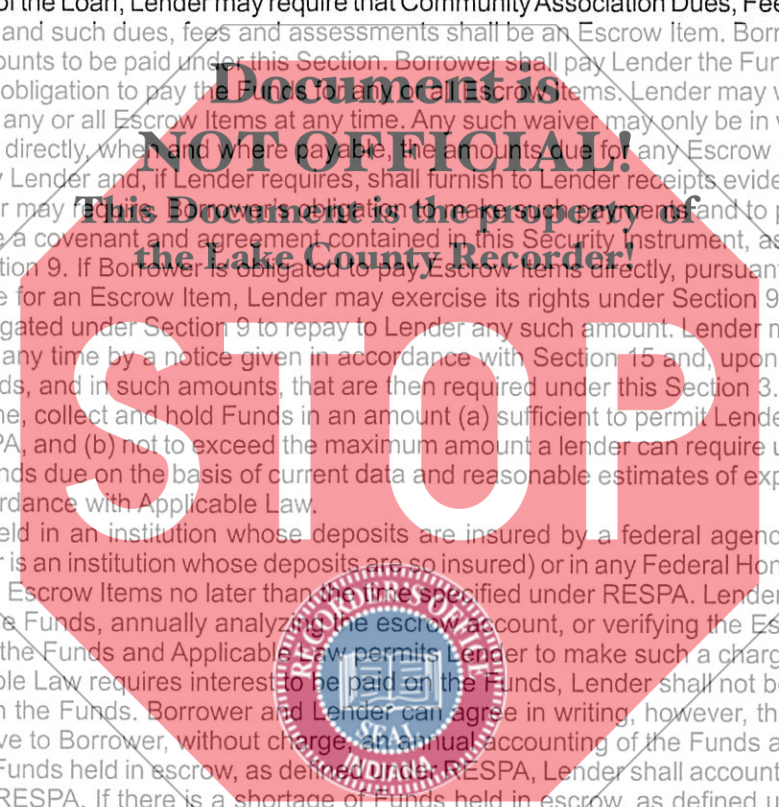 of the Loan, Lender may require that Community Association Dues, Fee
and such dues, fees and assessments shall be an Escrow Item. Borr
ounts to be paid under this Section. Borrower shall pay Lender the Fun
Document is
obligation to pay the Funds for any or all Escrow Items. Lender may w
any or all Escrow Items at any time. Any such waiver may only be in w
NOT OFFICIAL!
directly, when and where payable, the amounts due for any Escrow
Lender and, if Lender requires, shall furnish to Lender receipts evide
This Document is the property of
r may require. Borrower's obligation to make such payments and to
e a covenant and agreement contained in this Security Instrument, as
the Lake County Recorder!
tion 9. If Borrower is obligated to pay Escrow Items directly, pursuant
e for an Escrow Item, Lender may exercise its rights under Section 9
gated under Section 9 to repay to Lender any such amount. Lender m
STOP
any time by a notice given in accordance with Section 15 and, upon
ds, and in such amounts, that are then required under this Section 3.
ne, collect and hold Funds in an amount (a) sufficient to permit Lende
PA, and (b) not to exceed the maximum amount a lender can require u
nds due on the basis of current data and reasonable estimates of exp
rdance with Applicable Law.
eld in an institution whose deposits are insured by a federal agenc
r is an institution whose deposits are so insured) or in any Federal Hom
Escrow Items no later than the time specified under RESPA. Lender
e Funds, annually analyzing the escrow account, or verifying the Es
the Funds and Applicable Law permits Lender to make such a charg
ble Law requires interest to be paid on the Funds, Lender shall not be
n the Funds. Borrower and Lender can agree in writing, however, th
ve to Borrower, without charge, an annual accounting of the Funds a
Funds held in escrow, as defined under RESPA, Lender shall account
RESPA. If there is a shortage of Funds held in escrow, as defined u
SEAL
INDIANA